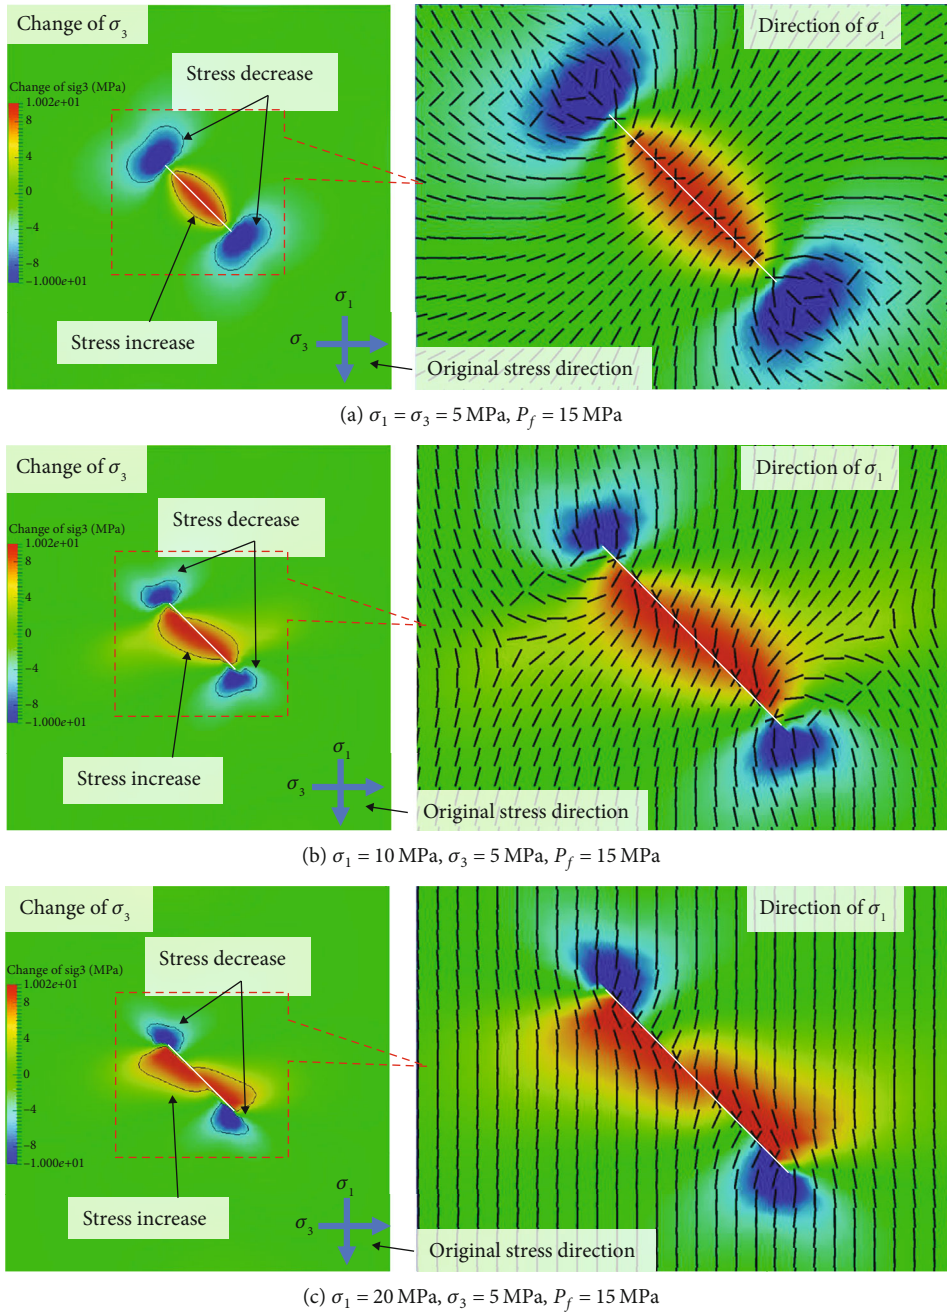 Change of σ3
Direction of σ1
Stress decrease
Change of sig3 (MPa)
1.002e+01
8
4
0
−4
−8
−1.000e+01
Stress increase
σ1
σ3
Original stress direction
(a) σ1 = σ3 = 5 MPa, Pf = 15 MPa
Change of σ3
Direction of σ1
Stress decrease
Change of sig3 (MPa)
1.002e+01
8
4
0
−4
−8
−1.000e+01
Stress increase
σ1
σ3
Original stress direction
(b) σ1 = 10 MPa, σ3 = 5 MPa, Pf = 15 MPa
Change of σ3
Direction of σ1
Stress decrease
Change of sig3 (MPa)
1.002e+01
8
4
0
−4
−8
−1.000e+01
Stress increase
σ1
σ3
Original stress direction
(c) σ1 = 20 MPa, σ3 = 5 MPa, Pf = 15 MPa